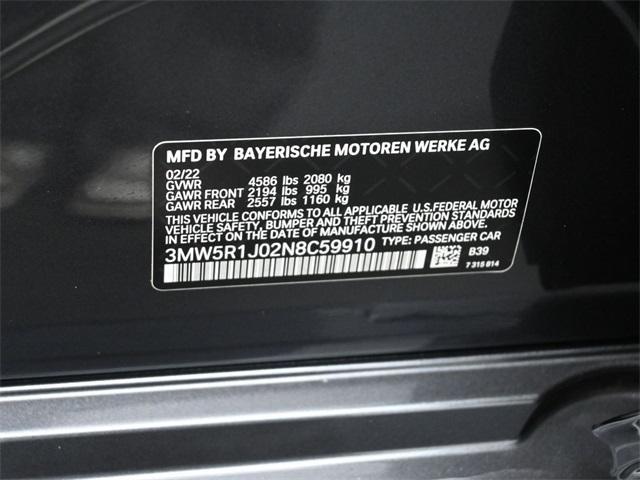 MFD BY BAYERISCHE MOTOREN WERKE AG
02/22
GVWR 4586 lbs 2080 kg
GAWR FRONT 2194 lbs 995 kg
GAWR REAR 2557 lbs 1160 kg
THIS VEHICLE CONFORMS TO ALL APPLICABLE U.S.FEDERAL MOTOR
VEHICLE SAFETY, BUMPER, AND THEFT PREVENTION STANDARDS
IN EFFECT ON THE DATE OF MANUFACTURE SHOWN ABOVE.
3MW5R1J02N8C59910 TYPE: PASSENGER CAR
B39
7 315 814